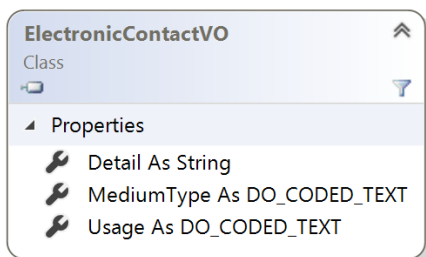 ElectronicContactVO
Class
Properties
Detail As String
MediumType As DO_CODED_TEXT
Usage As DO_CODED_TEXT